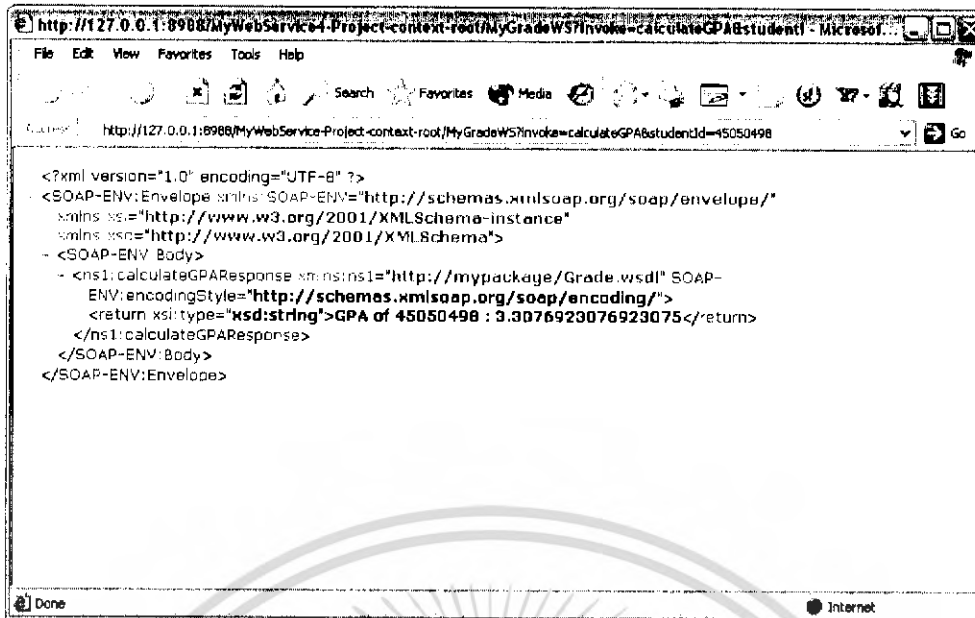 http://127.0.0.1:8988/MyWebService4-Project-context-root/MyGradeWS?invoke=calculateGPA&studentI - Microsof...
File Edit View Favorites Tools Help
Search Favorites Media
http://127.0.0.1:8988/MyWebService-Project-context-root/MyGradeWS?invoke=calculateGPA&studentId=45050498 Go
<?xml version="1.0" encoding="UTF-8" ?>
- <SOAP-ENV:Envelope xmlns:SOAP-ENV="http://schemas.xmlsoap.org/soap/envelope/"
xmlns:xsi="http://www.w3.org/2001/XMLSchema-instance"
xmlns:xsd="http://www.w3.org/2001/XMLSchema">
- <SOAP-ENV:Body>
- <ns1:calculateGPAResponse xmlns:ns1="http://mypackage/Grade.wsdl" SOAP-
ENV:encodingStyle="http://schemas.xmlsoap.org/soap/encoding/">
<return xsi:type="xsd:string">GPA of 45050498 : 3.3076923076923075</return>
</ns1:calculateGPAResponse>
</SOAP-ENV:Body>
</SOAP-ENV:Envelope>
Done Internet